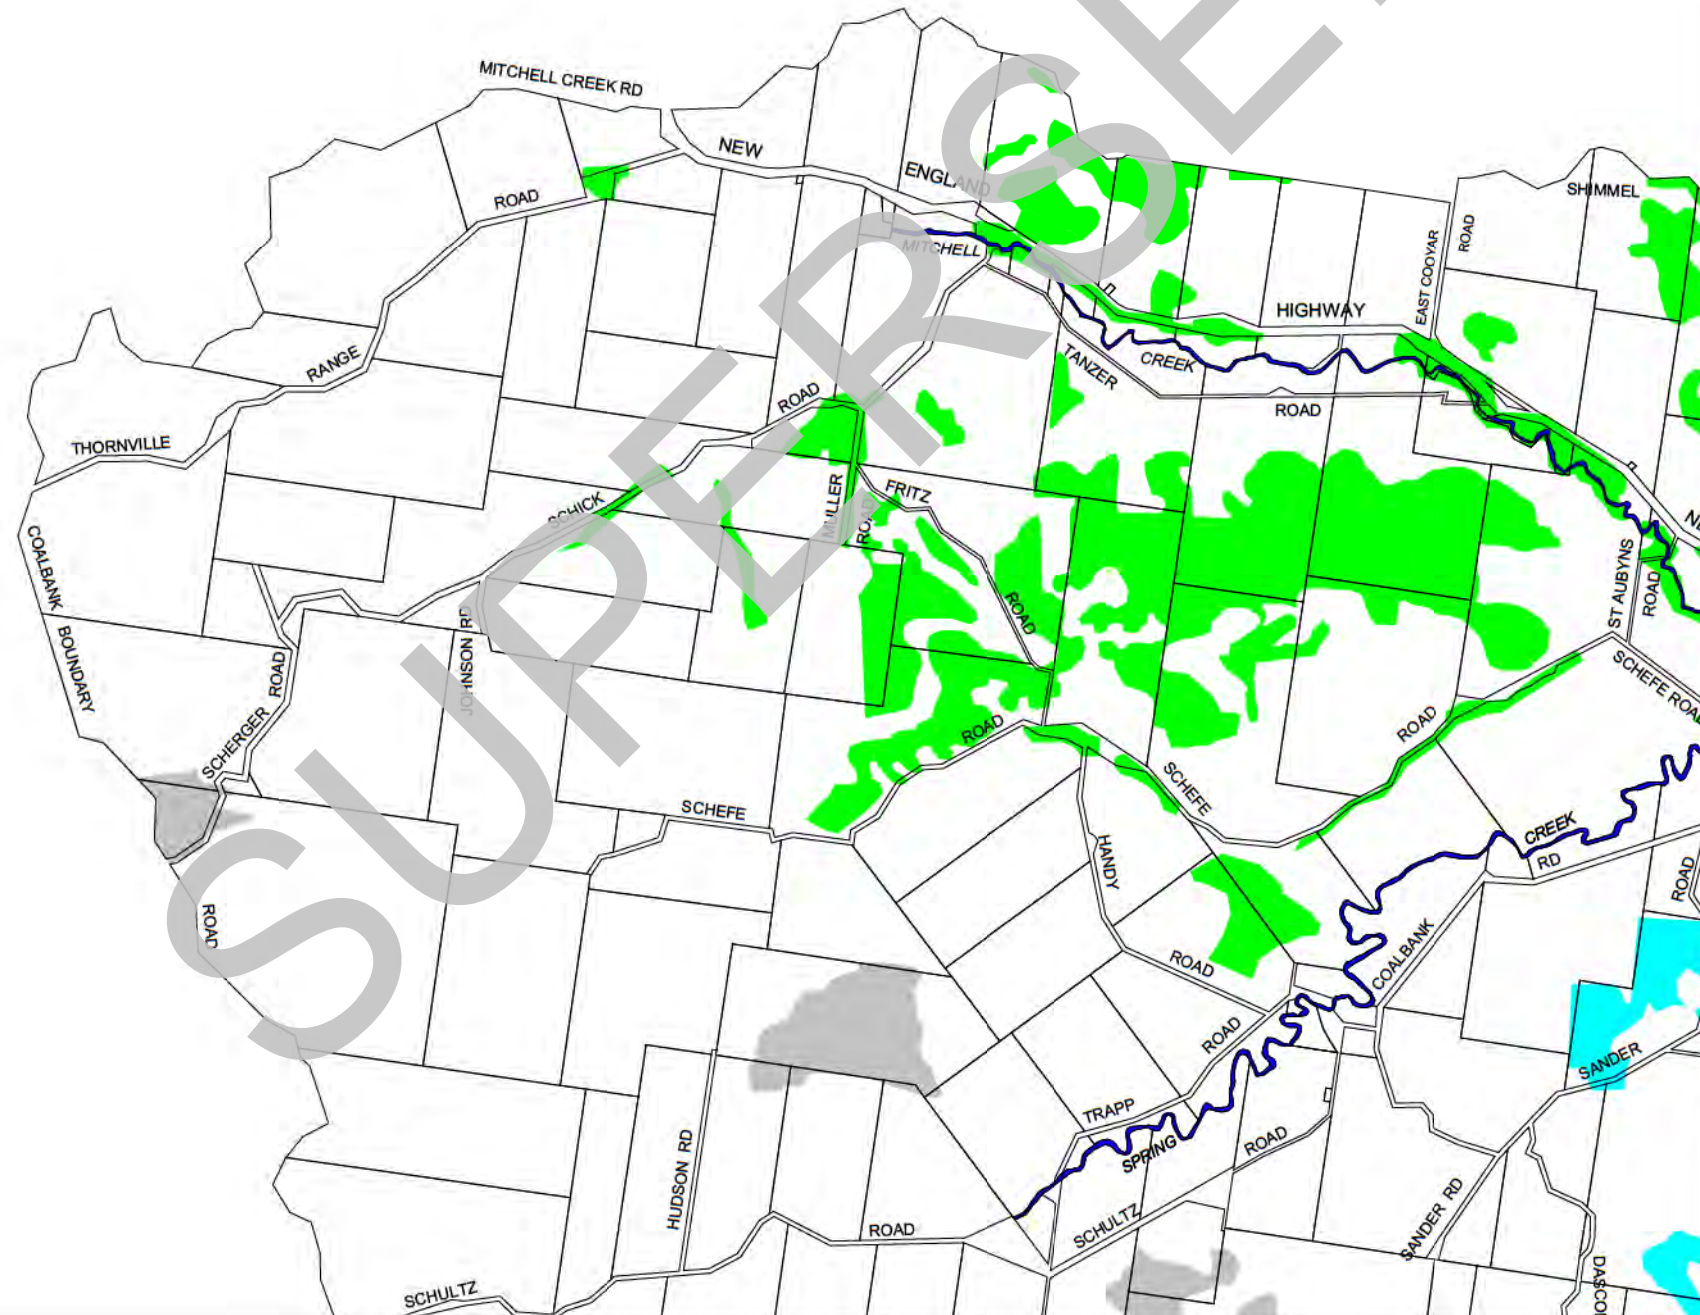 MITCHELL CREEK RD
NEW
ENGLAND
ROAD
SHIMMEL
EAST COOYAR
ROAD
MITCHELL
HIGHWAY
RANGE
TANZER
CREEK
ROAD
ROAD
THORNVILLE
SCHICK
MULLER
ROAD
FRITZ
ROAD
COALBANK
BOUNDARY
ROAD
ST AUBYNS
ROAD
JOHNSON RD
SCHERGER
ROAD
SCHEFE ROAD
ROAD
ROAD
SCHEFE
SCHEFE
HANDY
ROAD
CREEK
RD
ROAD
COALBANK
ROAD
SANDER
TRAPP
SPRING
ROAD
HUDSON RD
SCHULTZ
ROAD
SANDER RD
SCHULTZ
SUPERSE